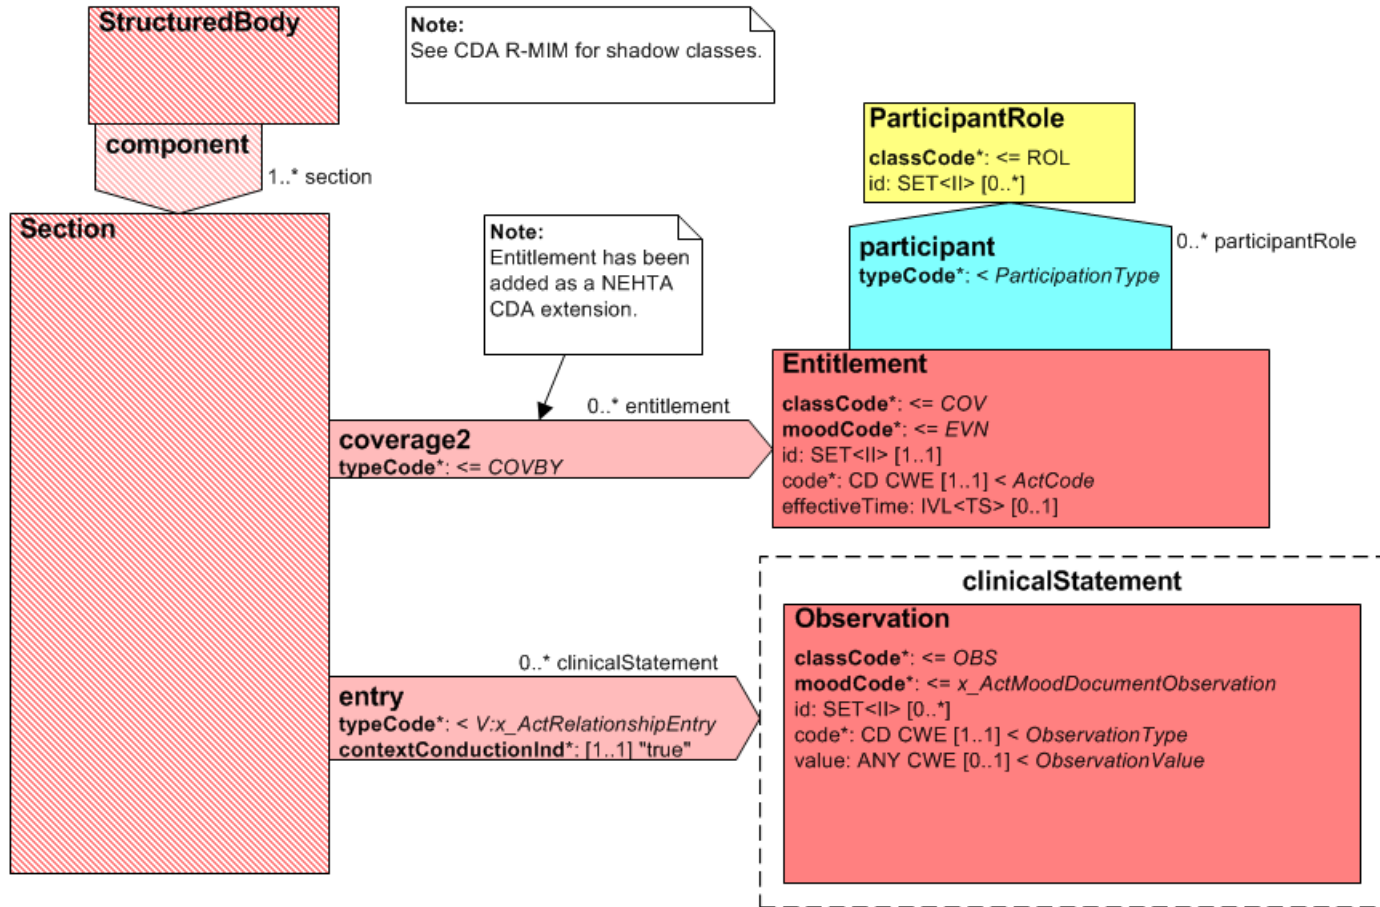 StructuredBody
Note:
See CDA R-MIM for shadow classes.
component
1..* section
ParticipantRole
classCode*: <= ROL
id: SET<II> [0..*]
Section
Note:
Entitlement has been
added as a NEHTA
CDA extension.
participant
typeCode*: < ParticipationType
0..* participantRole
Entitlement
classCode*: <= COV
moodCode*: <= EVN
id: SET<II> [1..1]
code*: CD CWE [1..1] < ActCode
effectiveTime: IVL<TS> [0..1]
0..* entitlement
coverage2
typeCode*: <= COVBY
clinicalStatement
Observation
classCode*: <= OBS
moodCode*: <= x_ActMoodDocumentObservation
id: SET<II> [0..*]
code*: CD CWE [1..1] < ObservationType
value: ANY CWE [0..1] < ObservationValue
0..* clinicalStatement
entry
typeCode*: < V:x_ActRelationshipEntry
contextConductionInd*: [1..1] "true"